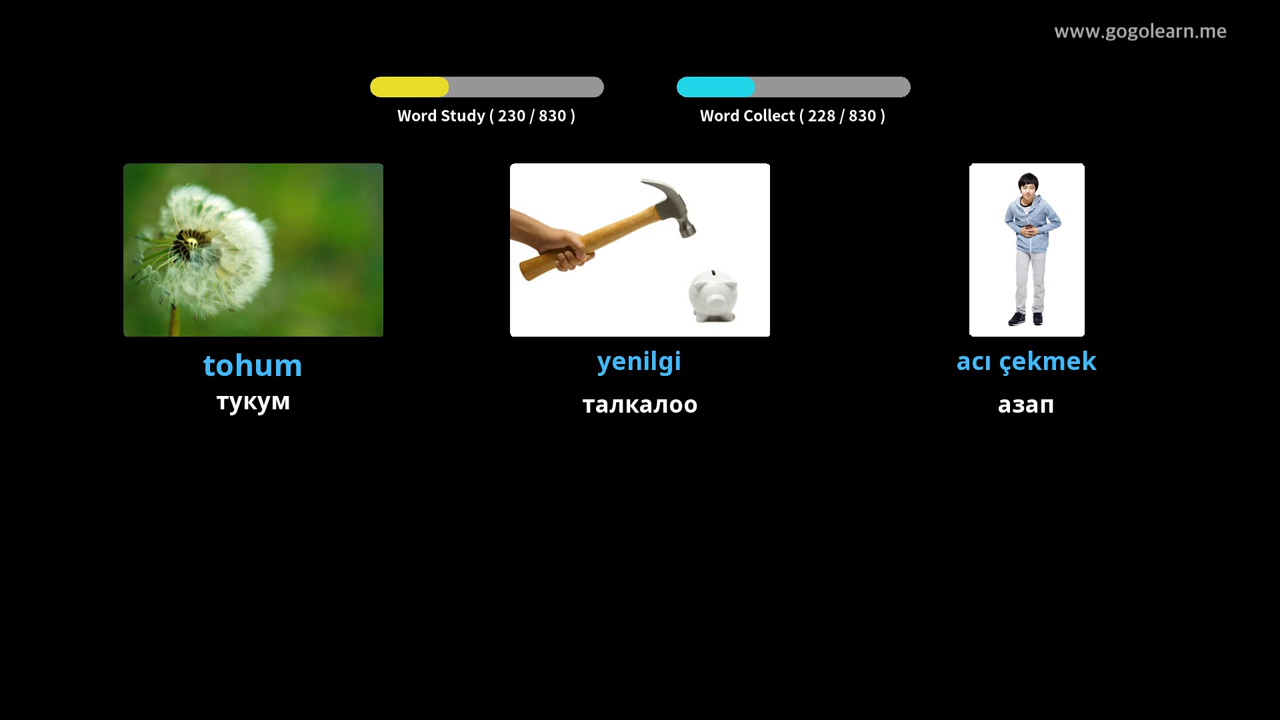 www.gogolearn.me
Word Study ( 230 / 830 )
Word Collect ( 228 / 830 )
tohum
тукум
yenilgi
талкалоо
acı çekmek
азап